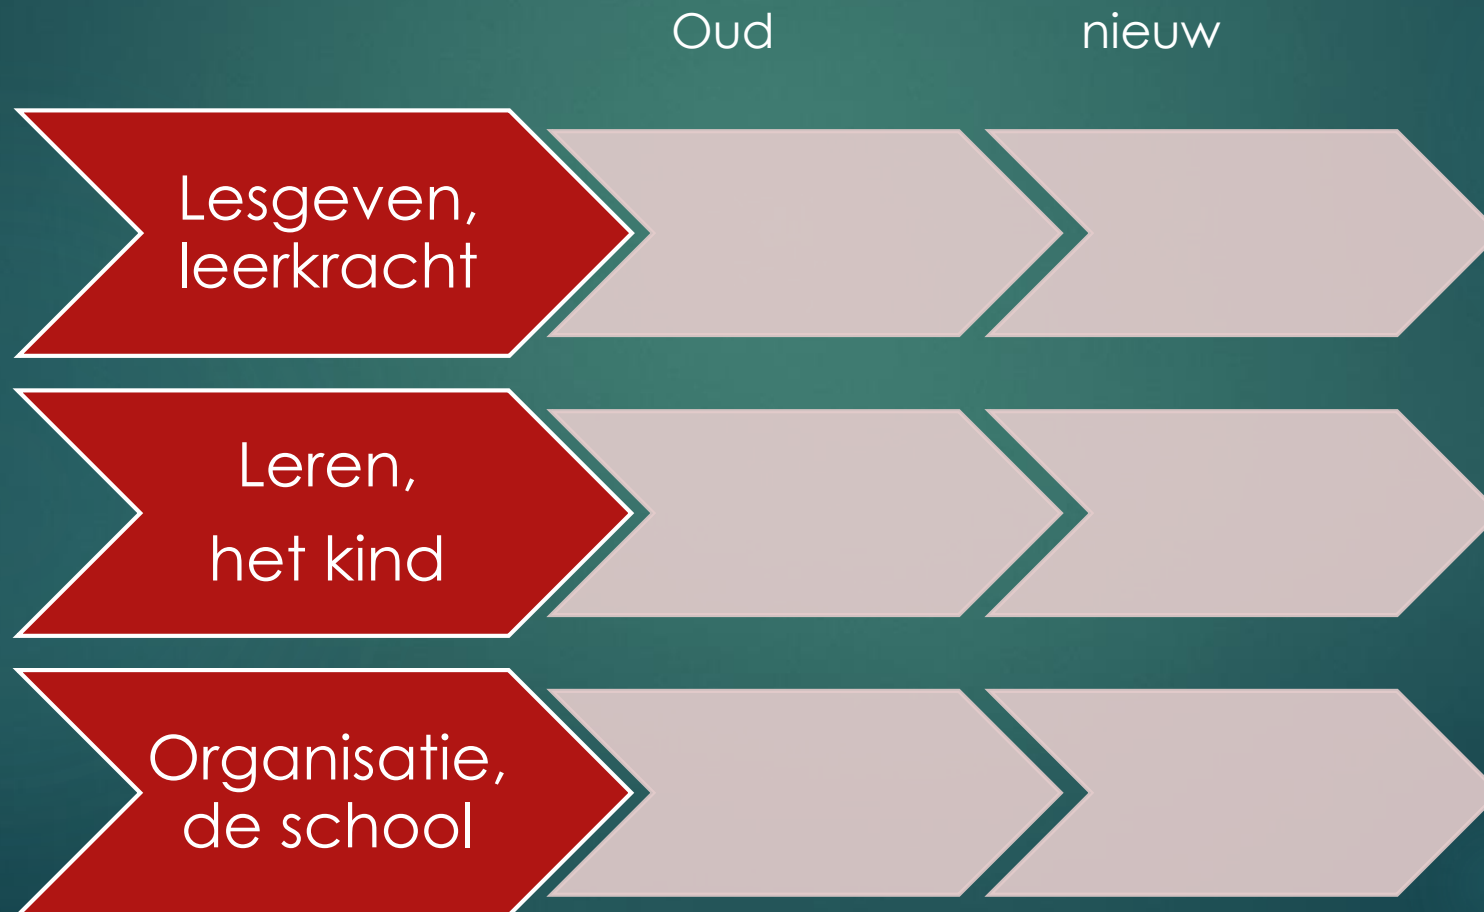 Oud nieuw
Lesgeven,
leerkracht
Leren,
het kind
Organisatie,
de school